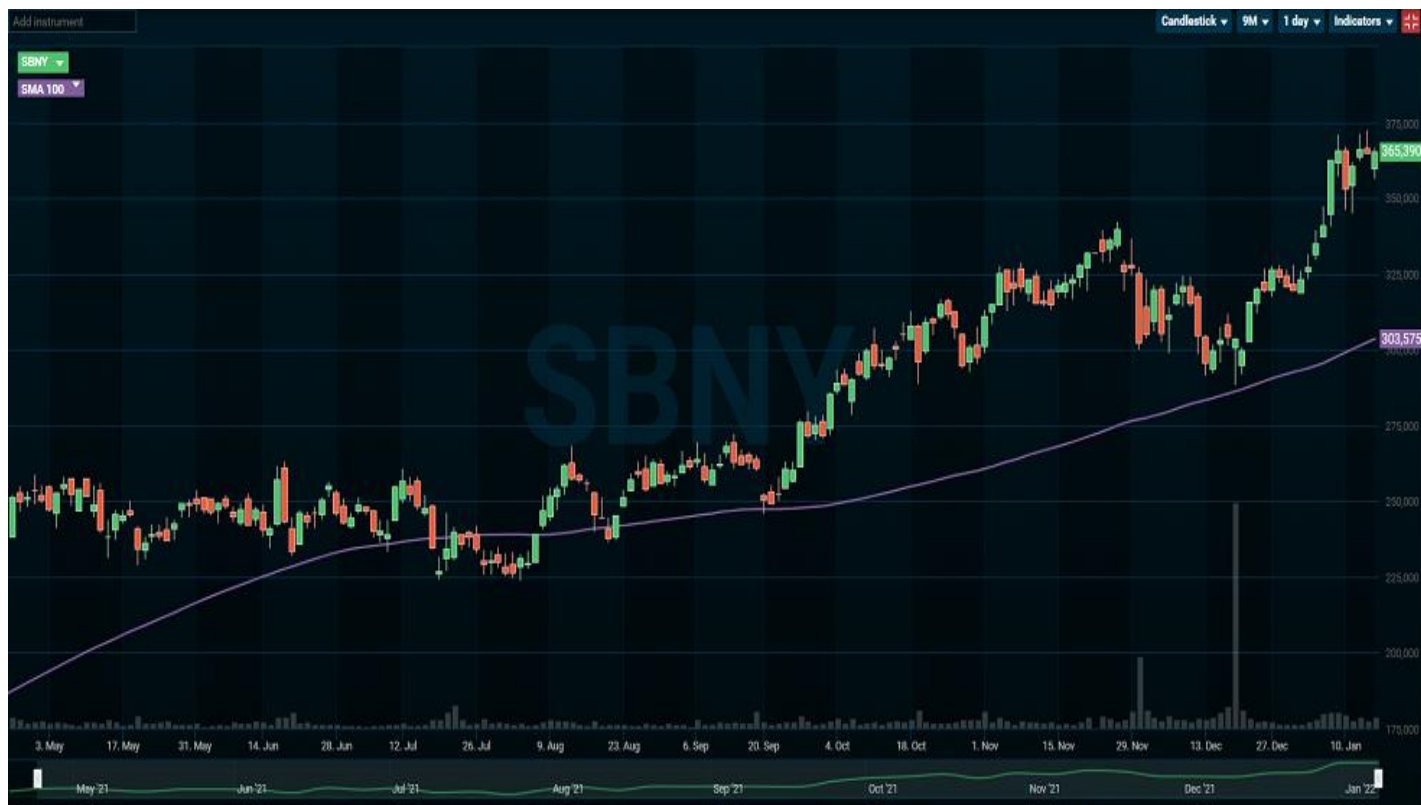 Add instrument
Candlestick 9M 1 day Indicators
SBNY
SMA 100
SBNY
375,000
365,390
350,000
325,000
303,575
300,000
275,000
250,000
225,000
200,000
170,000
3. May 17. May 31. May 14. Jun 28. Jun 12. Jul 26. Jul 9. Aug 23. Aug 6. Sep 20. Sep 4. Oct 18. Oct 1. Nov 15. Nov 29. Nov 13. Dec 27. Dec 10. Jan
May '21 Jun '21 Jul '21 Aug '21 Sep '21 Oct '21 Nov '21 Dec '21 Jan '22